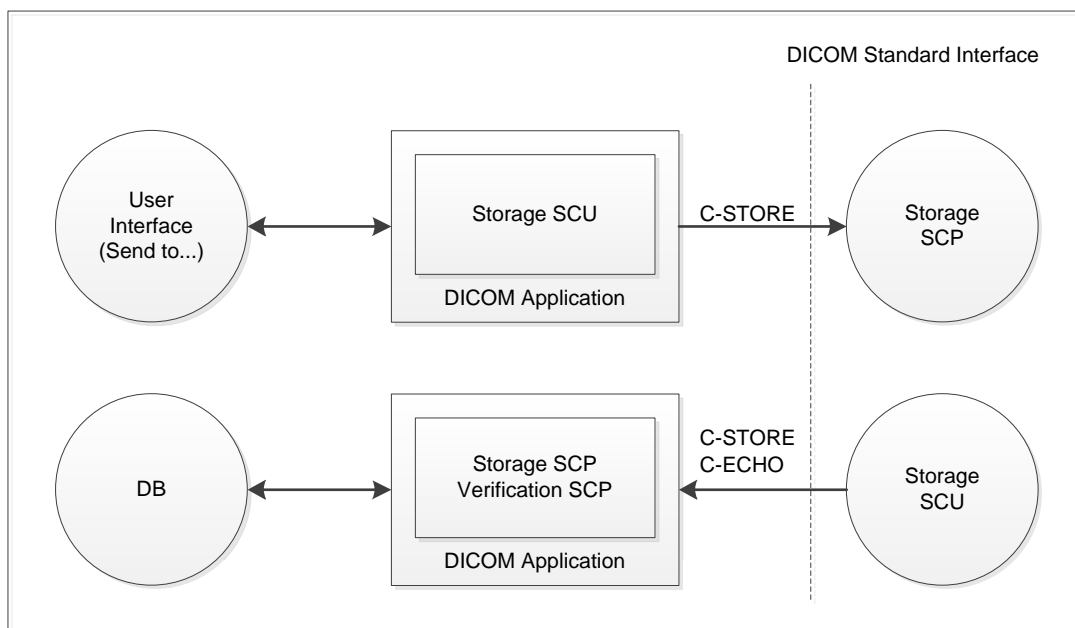 DICOM Standard Interface
User
Interface
(Send to...)
Storage SCU
DICOM Application
C-STORE
Storage
SCP
DB
Storage SCP
Verification SCP
DICOM Application
C-STORE
C-ECHO
Storage
SCU